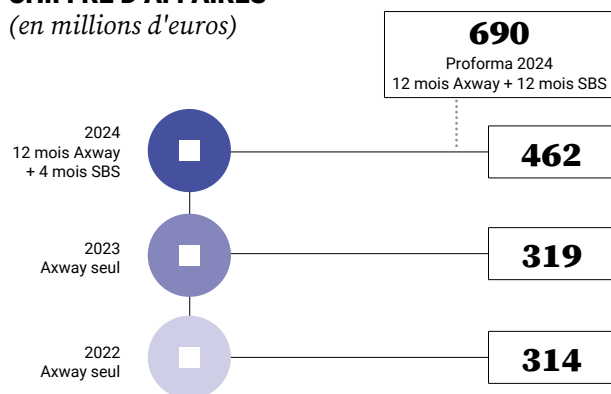 (en millions d'euros)
690
Proforma 2024
12 mois Axway + 12 mois SBS
2024
12 mois Axway
+ 4 mois SBS
462
2023
Axway seul
319
2022
Axway seul
314